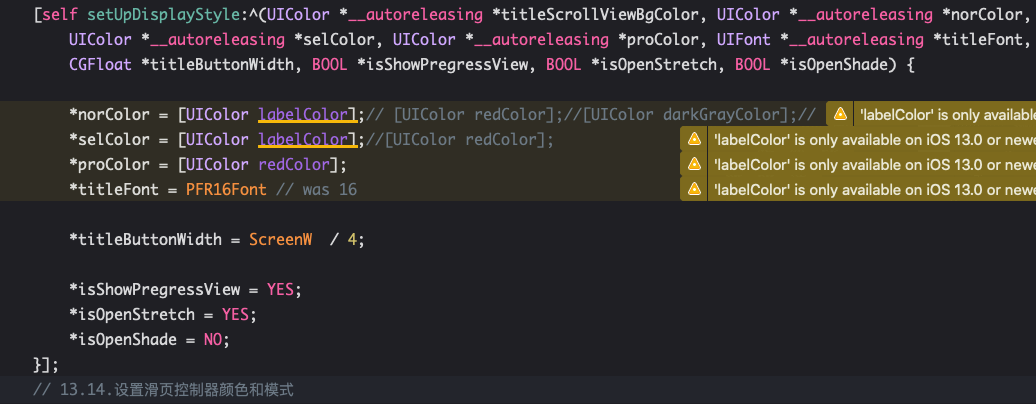 [self setUpDisplayStyle:^(UIColor *__autoreleasing *titleScrollViewBgColor, UIColor *__autoreleasing *norColor,
UIColor *__autoreleasing *selColor, UIColor *__autoreleasing *proColor, UIFont *__autoreleasing *titleFont,
CGFloat *titleButtonWidth, BOOL *isShowPregressView, BOOL *isOpenStretch, BOOL *isOpenShade) {
*norColor = [UIColor labelColor];// [UIColor redColor];//[UIColor darkGrayColor];// 'labelColor' is only available
*selColor = [UIColor labelColor];//[UIColor redColor]; 'labelColor' is only available on iOS 13.0 or newe
*proColor = [UIColor redColor]; 'labelColor' is only available on iOS 13.0 or newe
*titleFont = PFR16Font // was 16 'labelColor' is only available on iOS 13.0 or newe
*titleButtonWidth = ScreenW / 4;
*isShowPregressView = YES;
*isOpenStretch = YES;
*isOpenShade = NO;
}];
// 13.14.设置滑页控制器颜色和模式